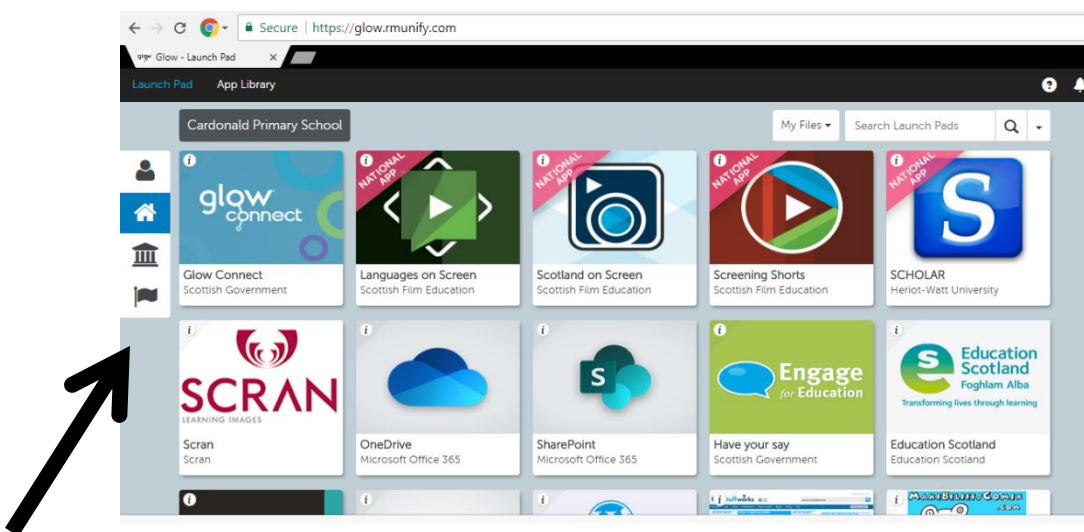 Secure | https://glow.rmunify.com
glow Glow - Launch Pad x
Launch Pad App Library
Cardonald Primary School My Files Search Launch Pads
glow connect
NATIONAL APP
NATIONAL APP
NATIONAL APP
NATIONAL APP
S
Glow Connect
Scottish Government
Languages on Screen
Scottish Film Education
Scotland on Screen
Scottish Film Education
Screening Shorts
Scottish Film Education
SCHOLAR
Heriot-Watt University
SCRAN
LEARNING IMAGES
S
Engage
for Education
Education
Scotland
Foghlam Alba
Transforming lives through learning
Scran
Scran
OneDrive
Microsoft Office 365
SharePoint
Microsoft Office 365
Have your say
Scottish Government
Education Scotland
Education Scotland
MAKEBELIEFSCOMIX
.COM